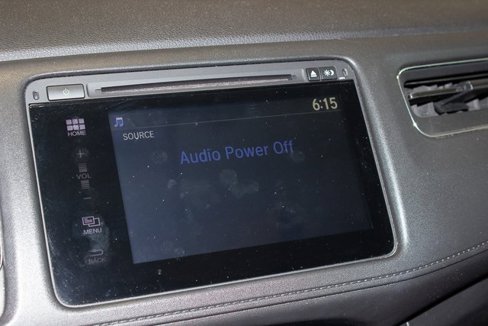 6:15
HOME
SOURCE
Audio Power Off
VOL
MENU
BACK